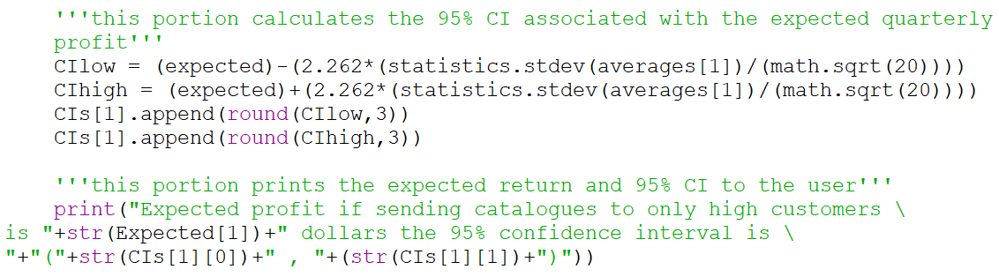 '''this portion calculates the 95% CI associated with the expected quarterly
profit'''
CIlow = (expected)-(2.262*(statistics.stdev(averages[1])/(math.sqrt(20))))
CIhigh = (expected)+(2.262*(statistics.stdev(averages[1])/(math.sqrt(20))))
CIs[1].append(round(CIlow,3))
CIs[1].append(round(CIhigh,3))
'''this portion prints the expected return and 95% CI to the user'''
print("Expected profit if sending catalogues to only high customers \
is "+str(Expected[1])+" dollars the 95% confidence interval is \
"+"("+str(CIs[1][0])+" , "+(str(CIs[1][1])+")"))